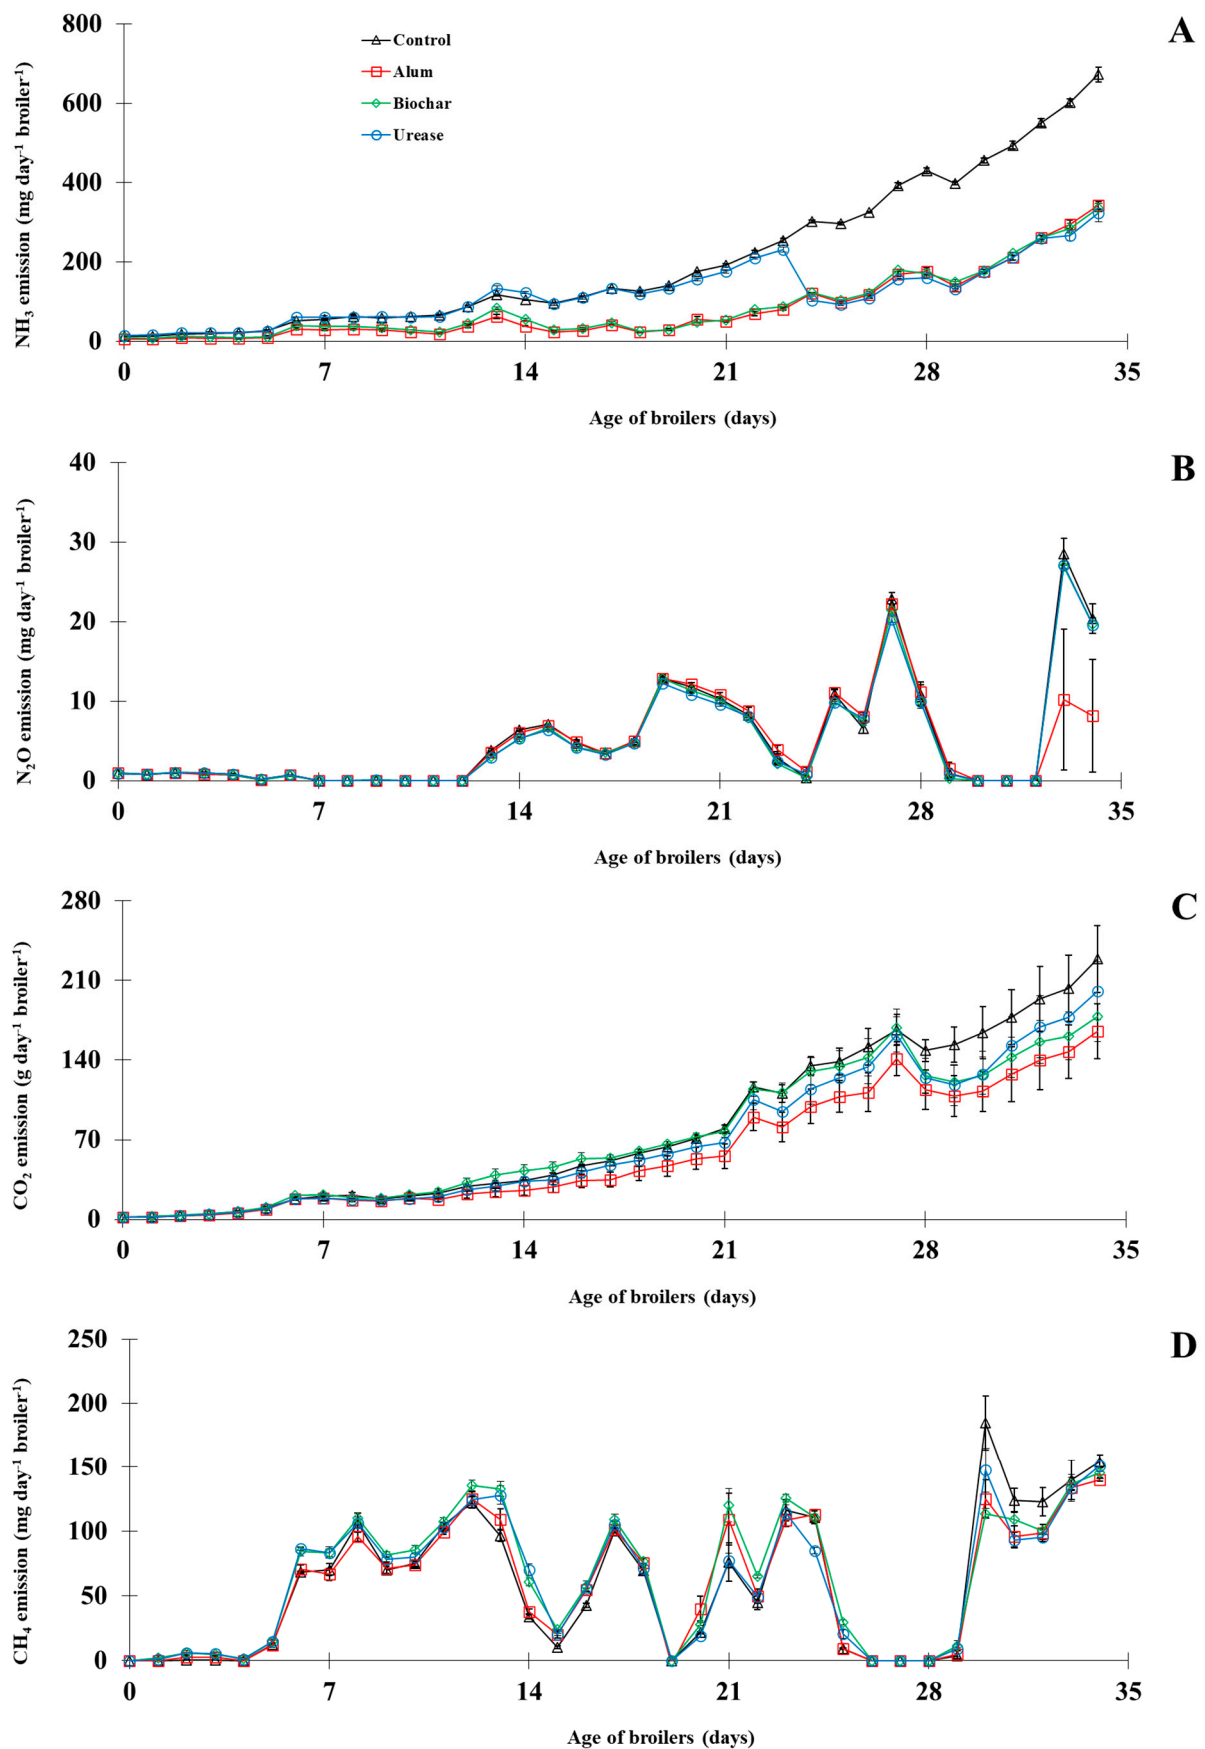 A
800
600
400
200
0
Control
Alum
Biochar
Urease
NH₃ emission (mg day⁻¹ broiler⁻¹)
0 7 14 21 28 35
Age of broilers (days)
B
40
30
20
10
0
N₂O emission (mg day⁻¹ broiler⁻¹)
0 7 14 21 28 35
Age of broilers (days)
C
280
210
140
70
0
CO₂ emission (g day⁻¹ broiler⁻¹)
0 7 14 21 28 35
Age of broilers (days)
D
250
200
150
100
50
0
CH₄ emission (mg day⁻¹ broiler⁻¹)
0 7 14 21 28 35
Age of broilers (days)